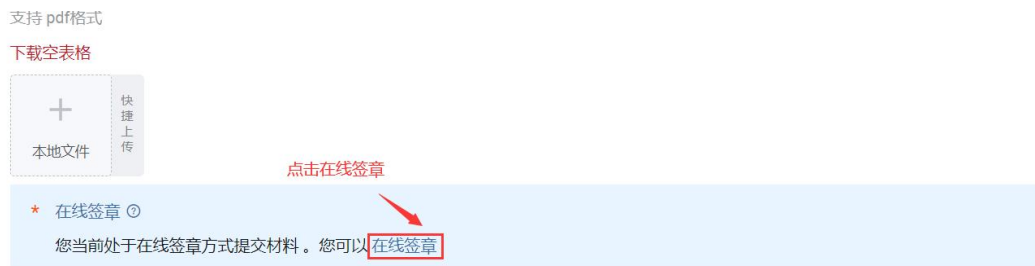 支持 pdf格式
下载空表格
快捷上传
本地文件
点击在线签章
* 在线签章 ?
您当前处于在线签章方式提交材料。您可以 在线签章